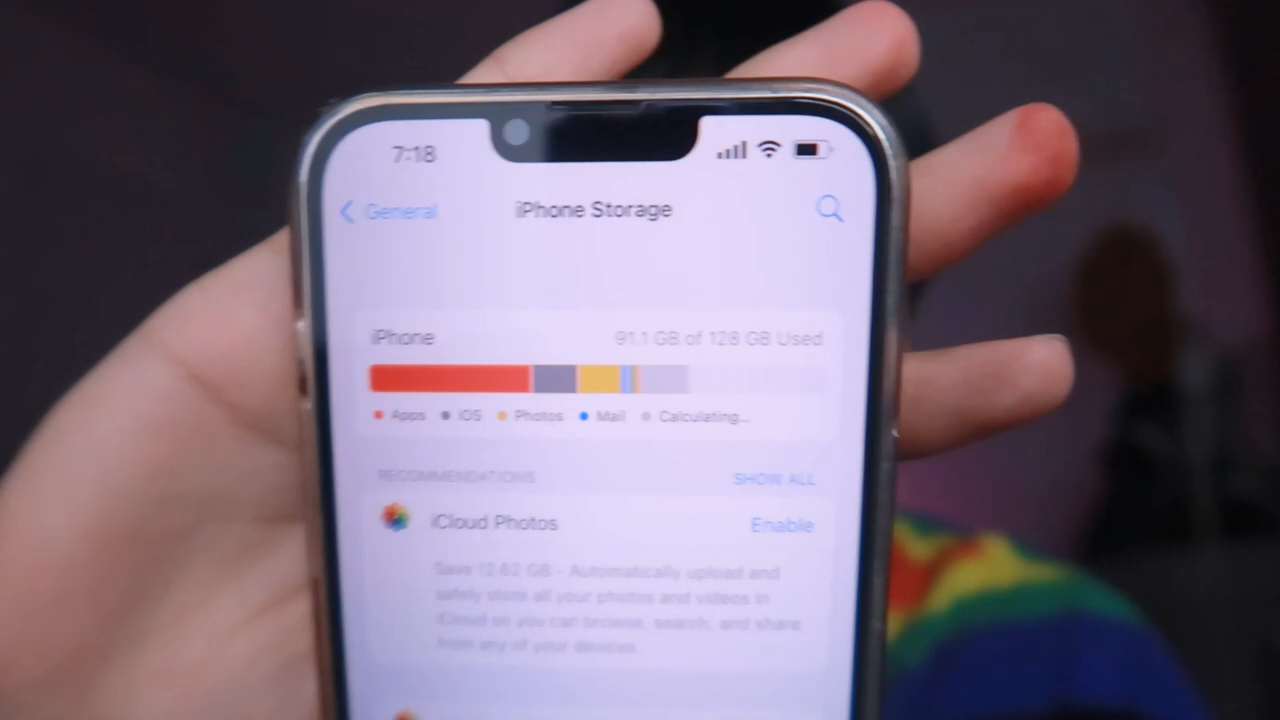 7:18
General
iPhone Storage
iPhone
91.1 GB of 128 GB Used
Apps
iOS
Photos
Mail
Calculating...
RECOMMENDATIONS
SHOW ALL
iCloud Photos
Enable
Save 12.62 GB - Automatically upload and
safely store all your photos and videos in
iCloud so you can browse, search, and share
from any of your devices.